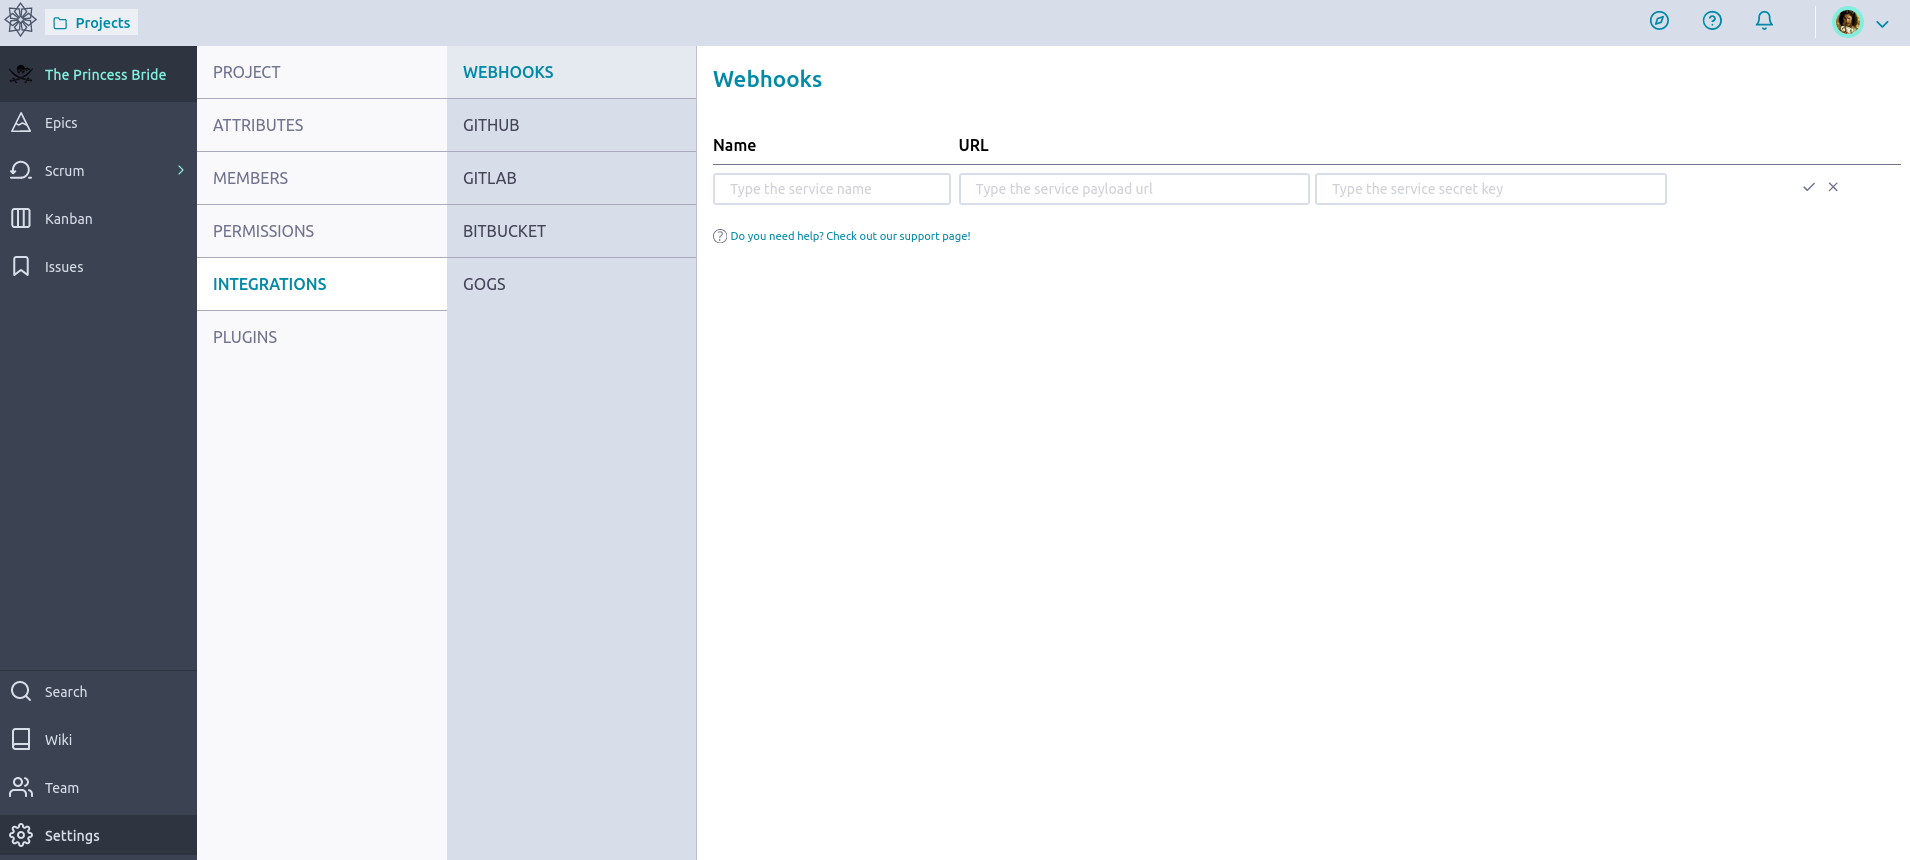 Projects
The Princess Bride
Epics
Scrum
Kanban
Issues
Search
Wiki
Team
Settings
PROJECT
ATTRIBUTES
MEMBERS
PERMISSIONS
INTEGRATIONS
PLUGINS
WEBHOOKS
GITHUB
GITLAB
BITBUCKET
GOGS
Webhooks
Name URL
Type the service name Type the service payload url Type the service secret key
Do you need help? Check out our support page!